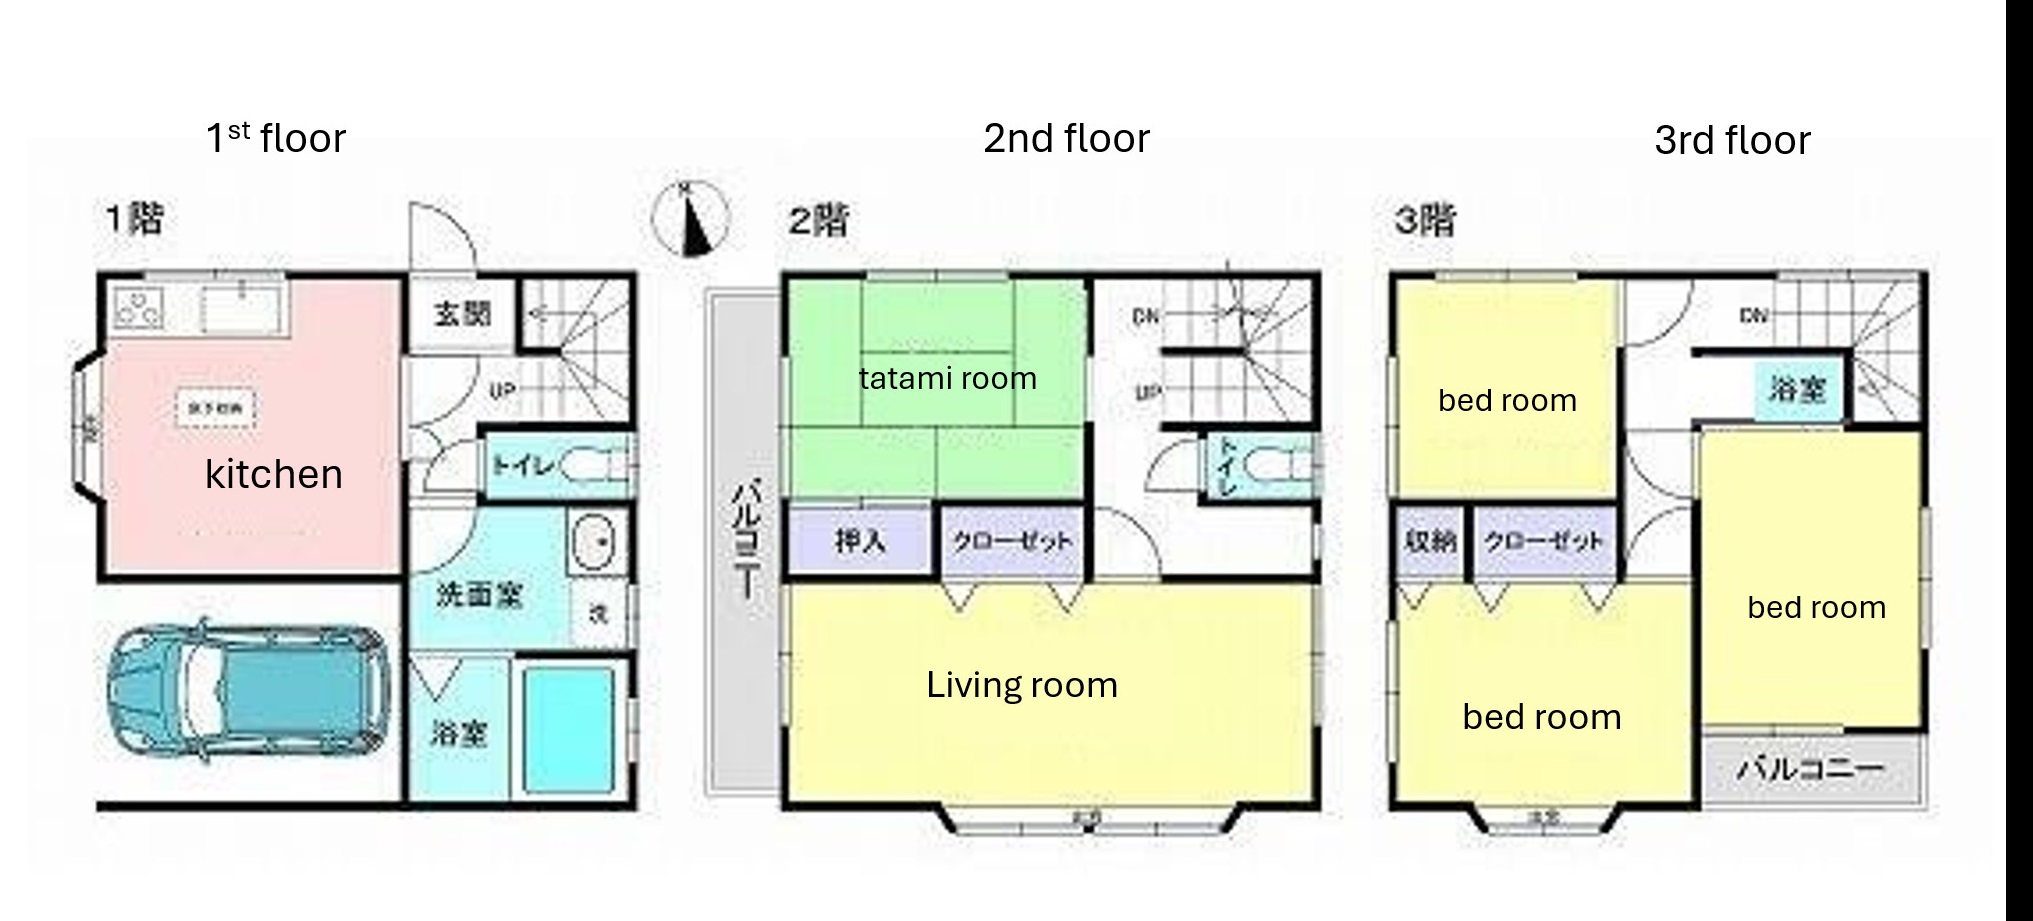 1st floor
2nd floor
3rd floor
1階
N
2階
3階
玄関
UP
kitchen
トイレ
洗面室
洗
浴室
DN
UP
tatami room
トイレ
バルコニー
押入
クローゼット
Living room
DN
浴室
bed room
収納
クローゼット
bed room
bed room
バルコニー